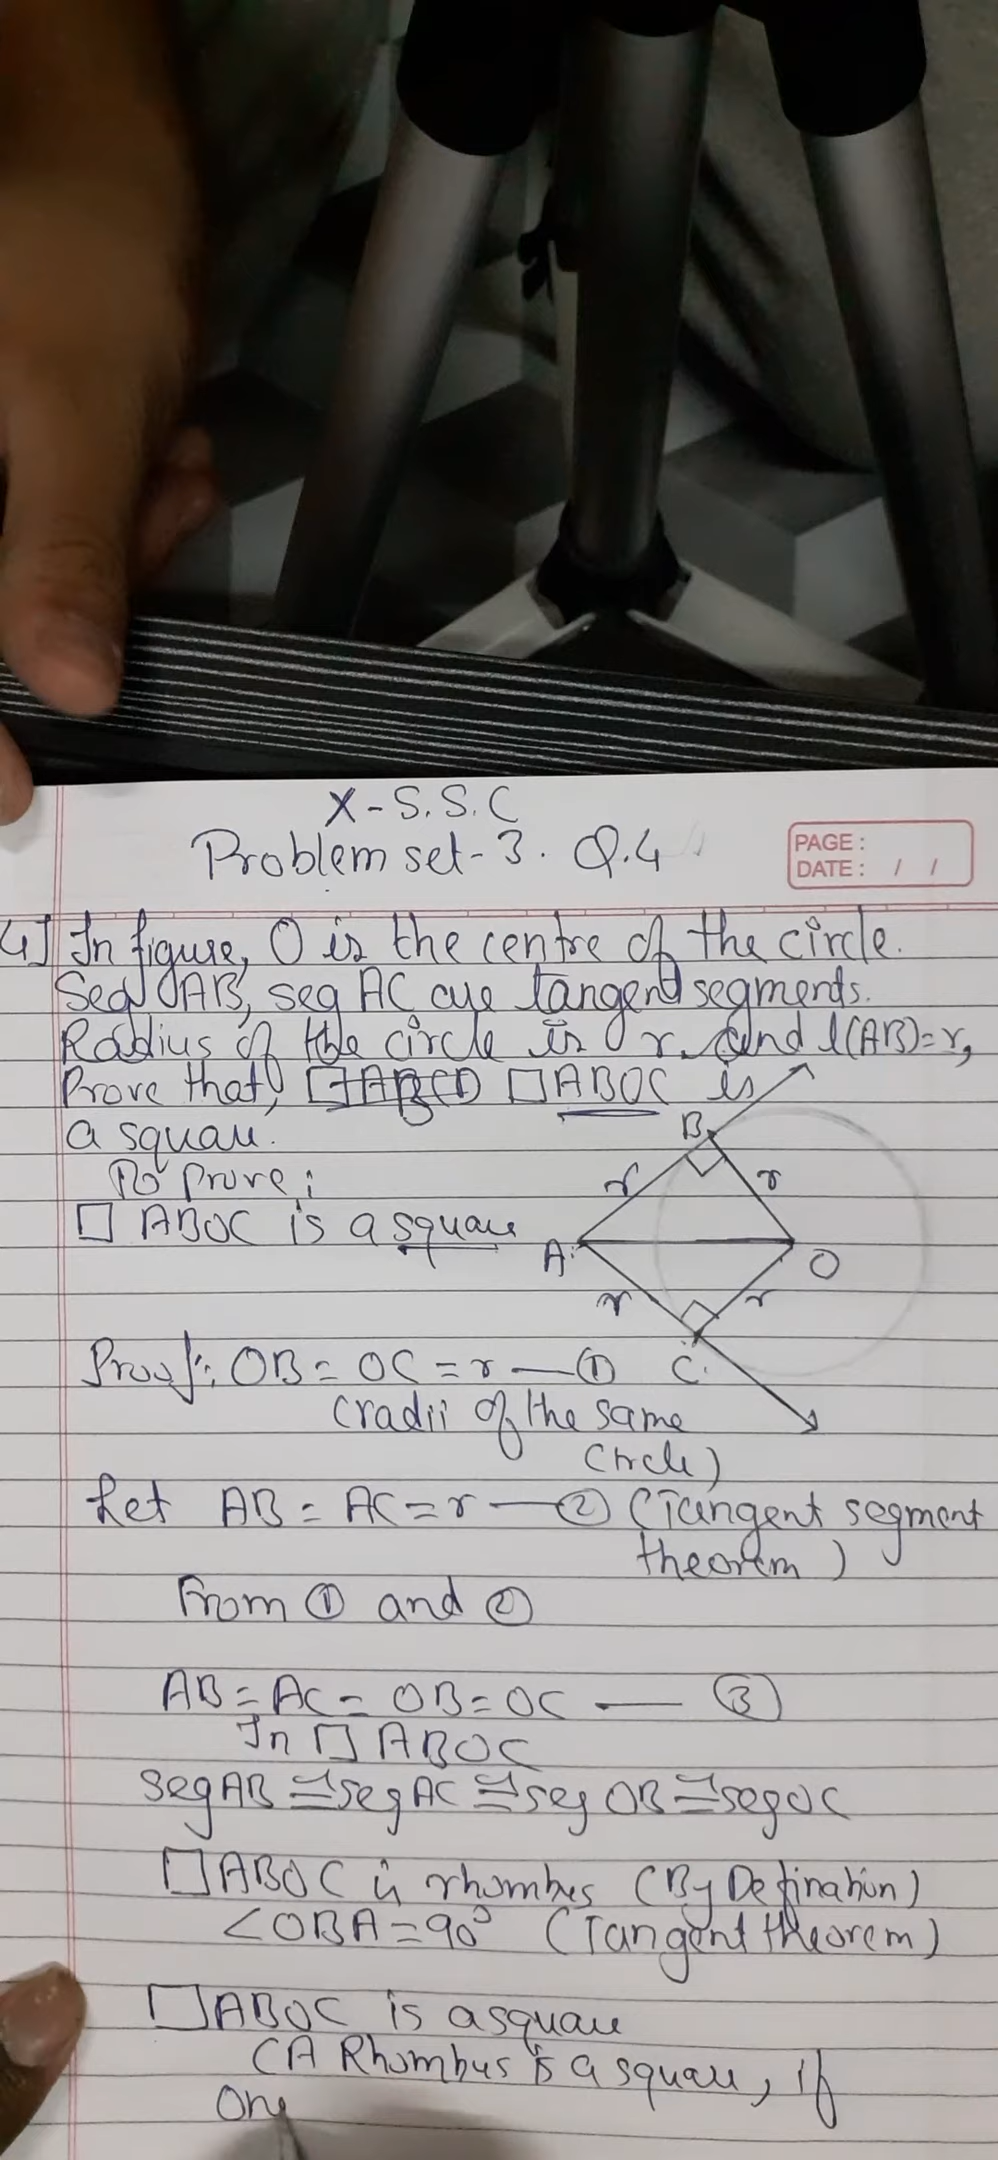 X-S.S.C
Problem set-3. Q.4
PAGE :
DATE : / /
4] In figure, O is the centre of the circle.
Seg AB, seg AC are tangent segments.
Radius of the circle is r and l(AB)=r,
Prove that, □ABCD □ABOC is
a square.
To prove;
□ ABOC is a square
B
r
r
A
O
r
r
C
Proof: OB = OC = r — ①
(radii of the same
circle)
Let AB = AC = r — ② (Tangent segment
theorem)
From ① and ②
AB = AC = OB = OC — ③
In □ ABOC
seg AB ≅ seg AC ≅ seg OB ≅ seg OC
□ABOC is rhombus (By Defination)
∠OBA = 90° (Tangent theorem)
□ABOC is a square
(A Rhombus is a square, if
one